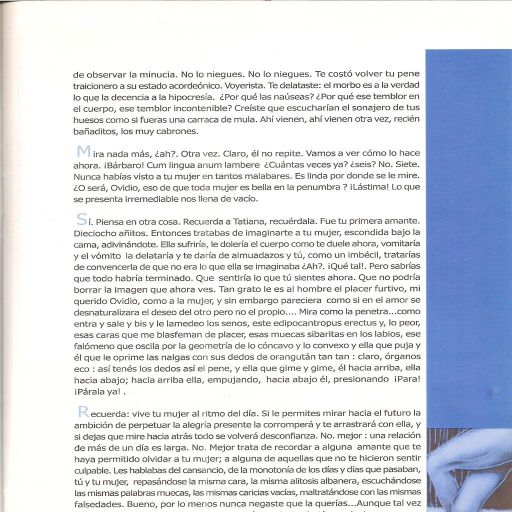 de observar la minucia. No lo niegues. No lo niegues. Te costó volver tu pene
traicionero a su estado acordeónico. Voyerista. Te delataste: el morbo es a la verdad
lo que la decencia a la hipocresía. ¿Por qué las naúseas? ¿Por qué ese temblor en
el cuerpo, ese temblor incontenible? Creíste que escucharían el sonajero de tus
huesos como si fueras una carraca de mula. Ahí vienen, ahí vienen otra vez, recién
bañaditos, los muy cabrones.
Mira nada más, ¿ah?. Otra vez. Claro, él no repite. Vamos a ver cómo lo hace
ahora. ¡Bárbaro! Cum lingua anum lambere ¿Cuántas veces ya? ¿seis? No. Siete.
Nunca habías visto a tu mujer en tantos malabares. Es linda por donde se le mire.
¿O será, Ovidio, eso de que toda mujer es bella en la penumbra ? ¡Lástima! Lo que
se presenta irremediable nos llena de vacío.
Sí. Piensa en otra cosa. Recuerda a Tatiana, recuérdala. Fue tu primera amante.
Dieciocho añitos. Entonces tratabas de imaginarte a tu mujer, escondida bajo la
cama, adivinándote. Ella sufriría, le dolería el cuerpo como te duele ahora, vomitaría
y el vómito la delataría y te daría de almuadazos y tú, como un imbécil, tratarías
de convencerla de que no era lo que ella se imaginaba ¿Ah?. ¡Qué tal!. Pero sabrías
que todo habría terminado. Que sentiría lo que tú sientes ahora. Que no podría
borrar la imagen que ahora ves. Tan grato le es al hombre el placer furtivo, mi
querido Ovidio, como a la mujer, y sin embargo pareciera como si en el amor se
desnaturalizara el deseo del otro pero no el propio.... Mira como la penetra...como
entra y sale y bis y le lamedeo los senos, este edipocantropus erectus y, lo peor,
esas caras que me blasfeman de placer, esas muecas sibaritas en los labios, ese
falómeno que oscila por la geometría de lo cóncavo y lo convexo y ella que puja y
él que le oprime las nalgas con sus dedos de orangután tan tan : claro, órganos
eco : así tenés los dedos así el pene, y ella que gime y gime, él hacia arriba, ella
hacia abajo; hacia arriba ella, empujando, hacia abajo él, presionando ¡Para!
¡Párala ya! .
Recuerda: vive tu mujer al ritmo del día. Si le permites mirar hacia el futuro la
ambición de perpetuar la alegría presente la corromperá y te arrastrará con ella, y
si dejas que mire hacia atrás todo se volverá desconfianza. No. mejor : una relación
de más de un día es larga. No. Mejor trata de recordar a alguna amante que te
haya permitido olvidar a tu mujer; a alguna de aquellas que no te hicieron sentir
culpable. Les hablabas del cansancio, de la monotonía de los días y días que pasaban,
tú y tu mujer, repasándose la misma cara, la misma alitosis albanera, escuchándose
las mismas palabras muecas, las mismas caricias vacías, maltratándose con las mismas
falsedades. Bueno, por lo menos nunca negaste que la querías...Aunque tal vez